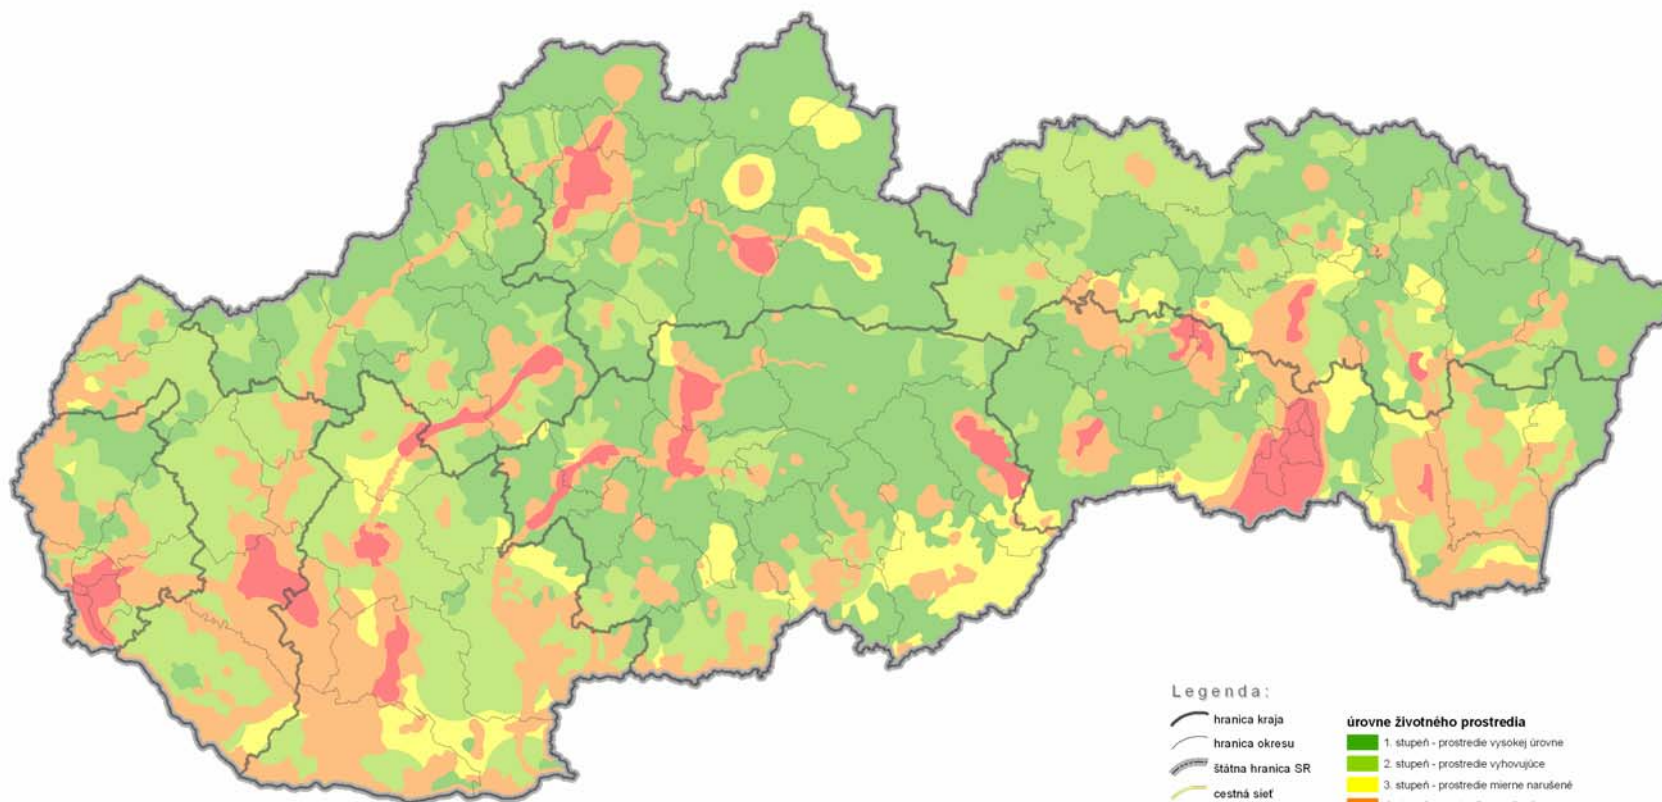 Legenda:
hranica kraja
hranica okresu
štátna hranica SR
cestná sieť
úrovne životného prostredia
1. stupeň - prostredie vysokej úrovne
2. stupeň - prostredie vyhovujúce
3. stupeň - prostredie mierne narušené